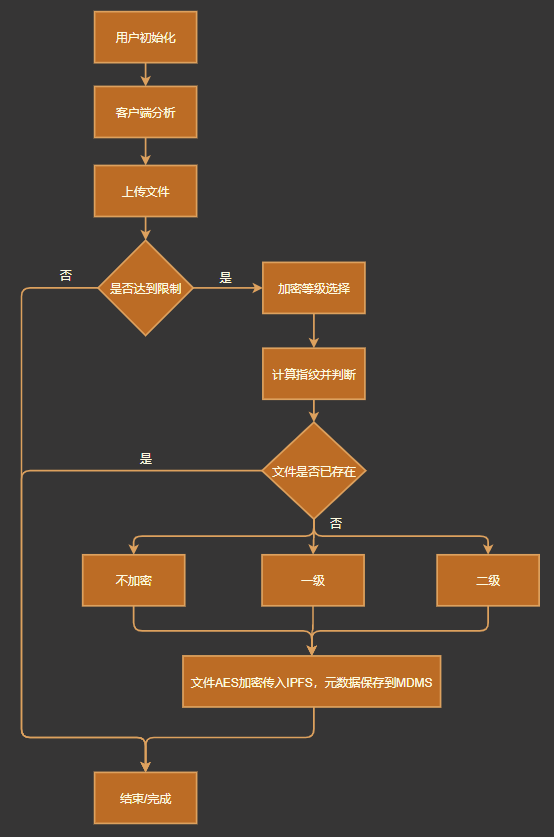 用户初始化
客户端分析
上传文件
否
是否达到限制
是
加密等级选择
计算指纹并判断
是
文件是否已存在
否
不加密
一级
二级
文件AES加密传入IPFS，元数据保存到MDMS
结束/完成